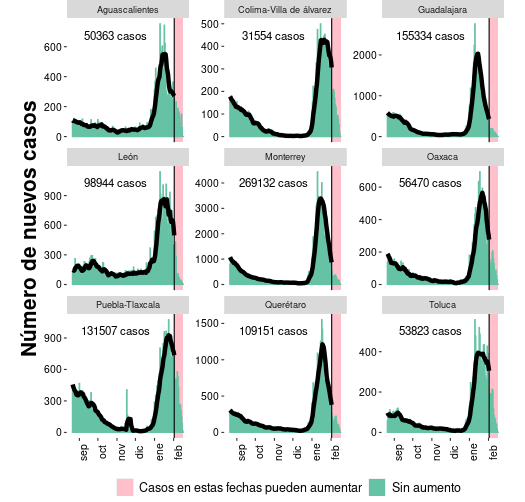 Número de nuevos casos
Aguascalientes
50363 casos
600
400
200
0
Colima-Villa de álvarez
31554 casos
500
400
300
200
100
0
Guadalajara
155334 casos
2000
1000
0
León
98944 casos
900
600
300
0
Monterrey
269132 casos
4000
3000
2000
1000
0
Oaxaca
56470 casos
600
400
200
0
Puebla-Tlaxcala
131507 casos
900
600
300
0
sep
oct
nov
dic
ene
feb
Querétaro
109151 casos
1500
1000
500
0
sep
oct
nov
dic
ene
feb
Toluca
53823 casos
400
200
0
sep
oct
nov
dic
ene
feb
Casos en estas fechas pueden aumentar
Sin aumento